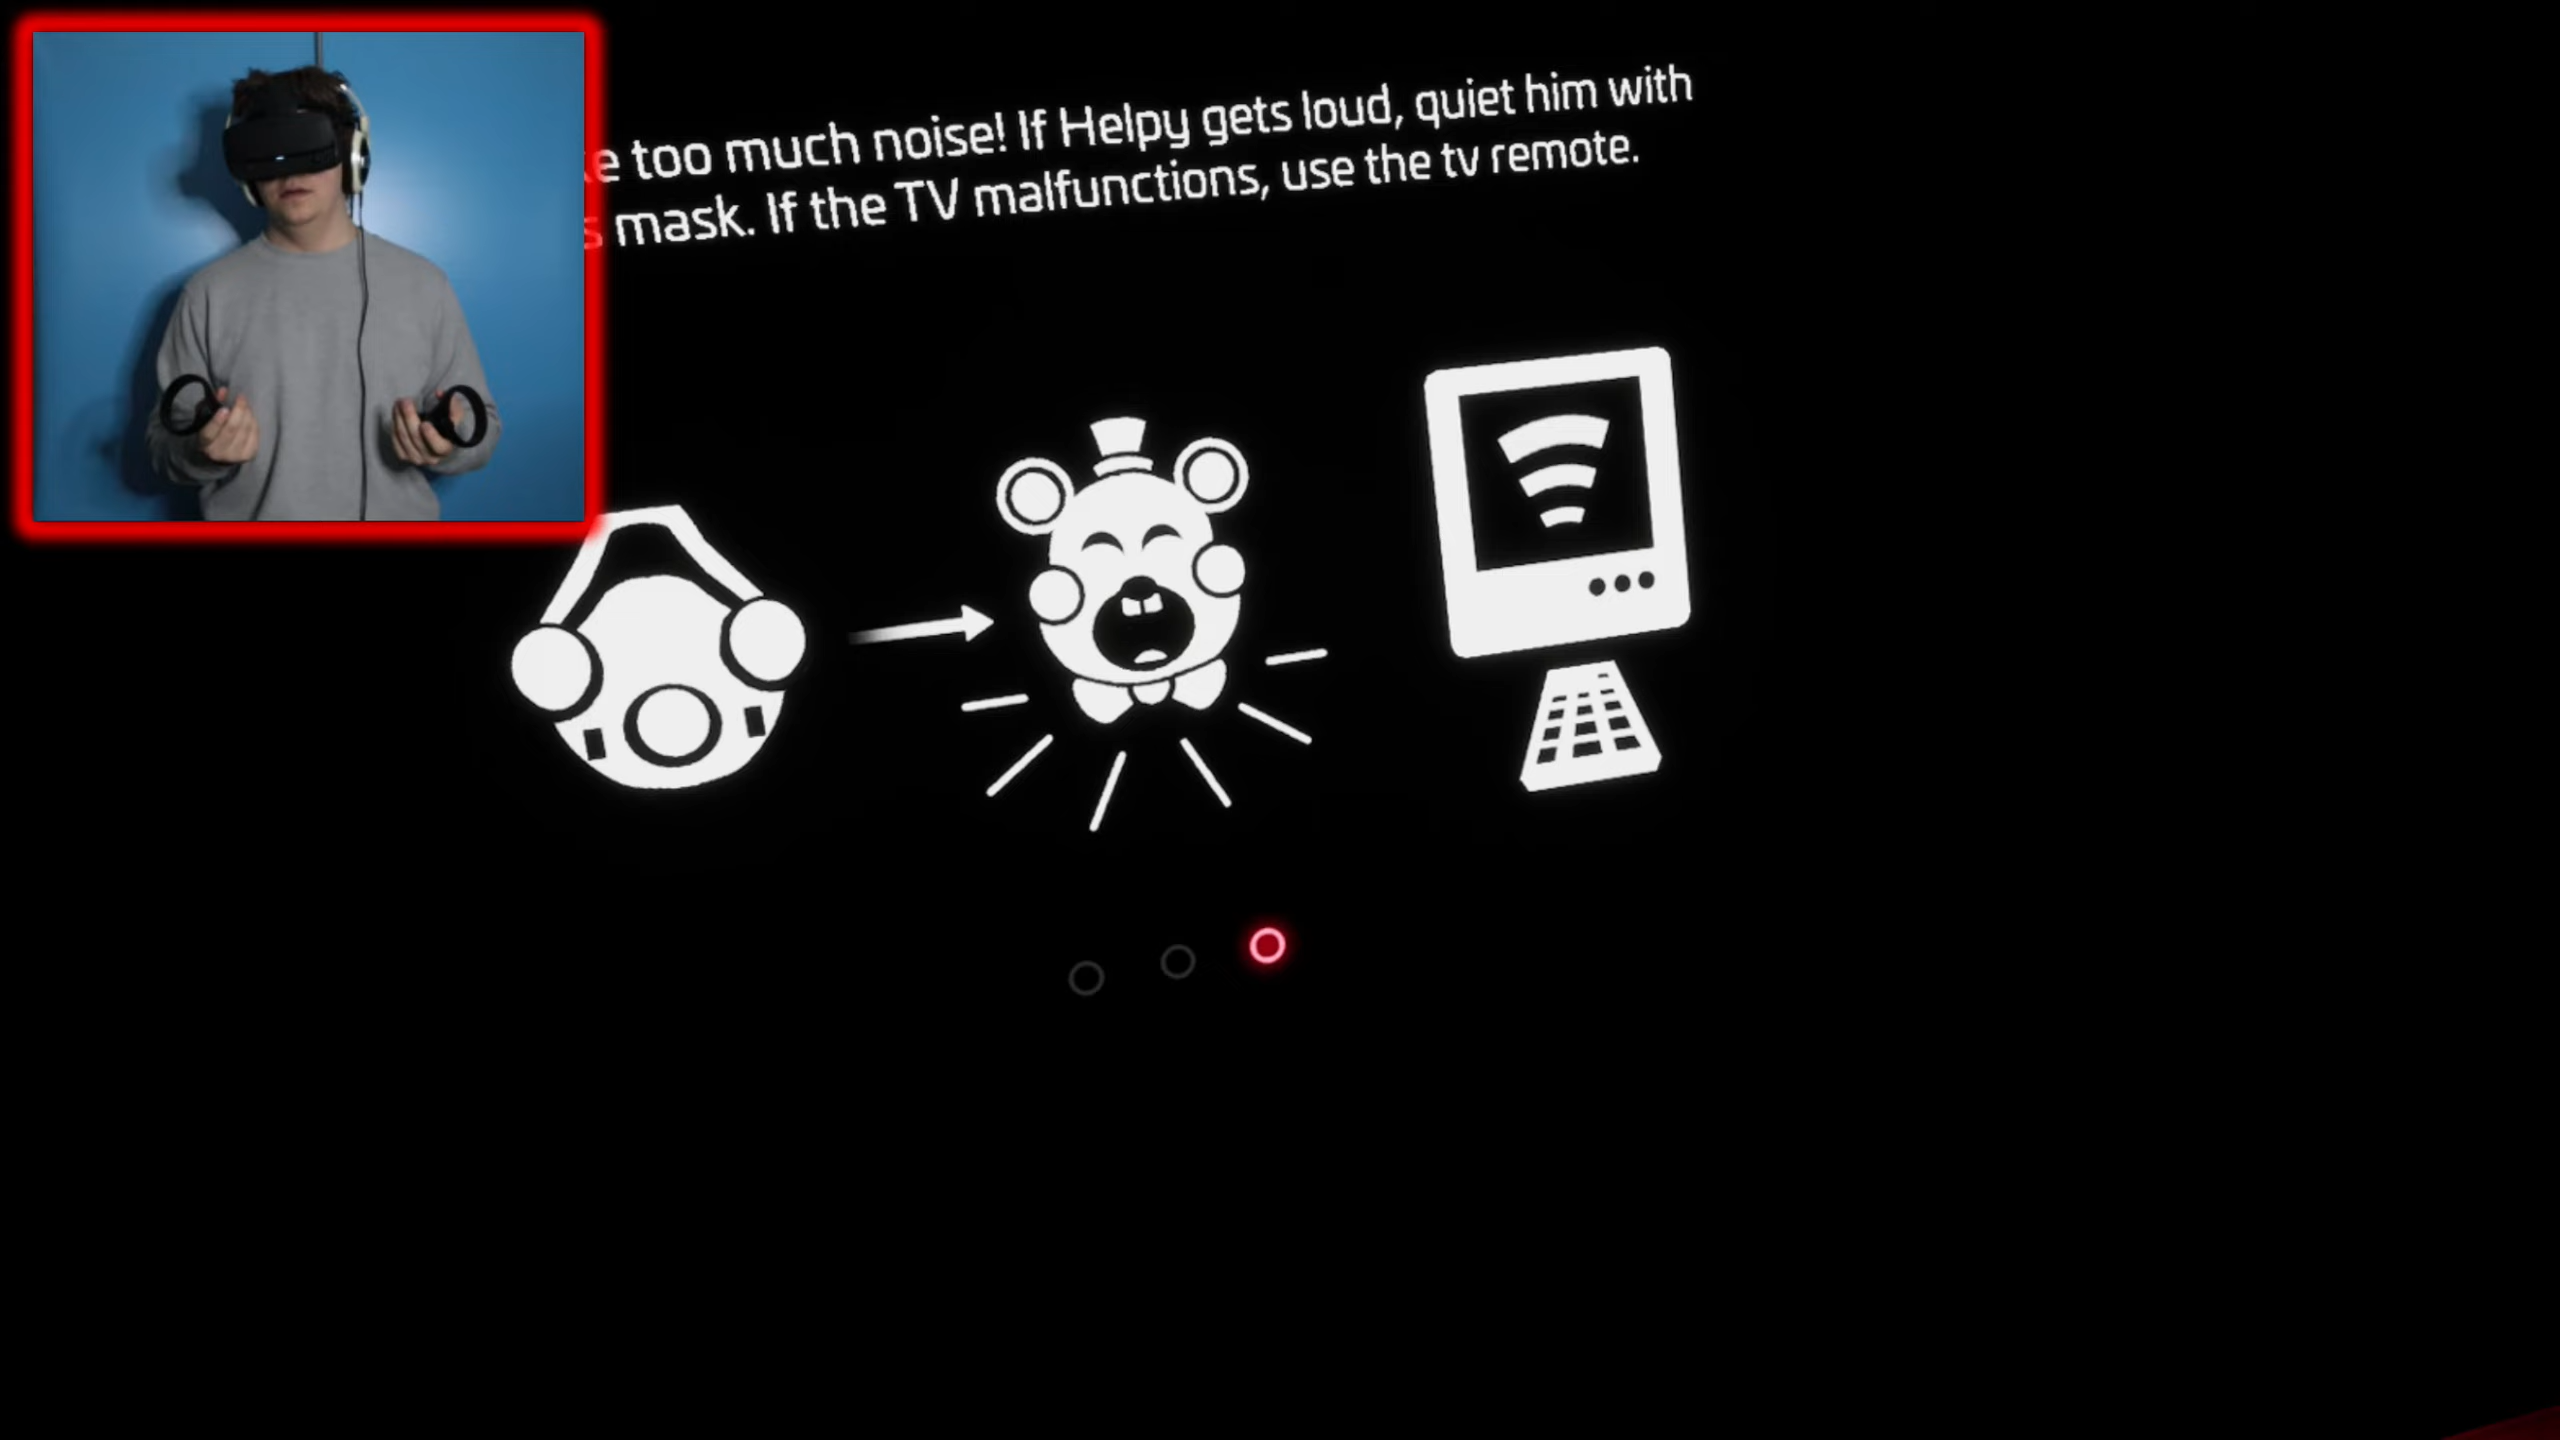 too much noise! If Helpy gets loud, quiet him with
mask. If the TV malfunctions, use the tv remote.